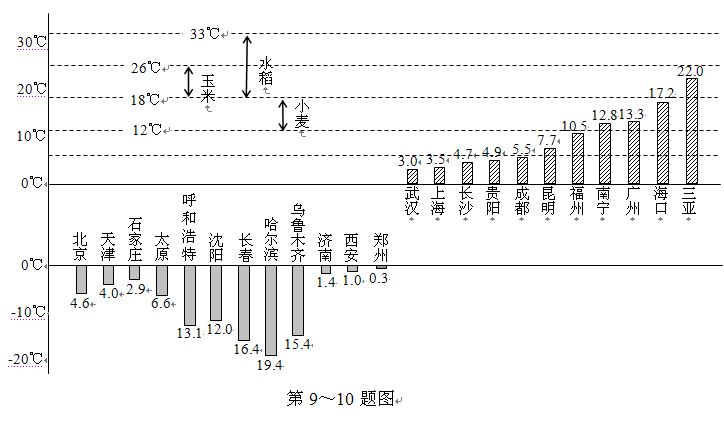 30℃
20℃
10℃
0℃
33℃
26℃
18℃
12℃
玉米
水稻
小麦
3.0
3.5
4.7
4.9
5.5
7.7
10.5
12.8
13.3
17.2
22.0
武汉
上海
长沙
贵阳
成都
昆明
福州
南宁
广州
海口
三亚
北京
天津
石家庄
太原
呼和浩特
沈阳
长春
哈尔滨
乌鲁木齐
济南
西安
郑州
0℃
-10℃
-20℃
4.6
4.0
2.9
6.6
13.1
12.0
16.4
19.4
15.4
1.4
1.0
0.3
第 9～10 题图